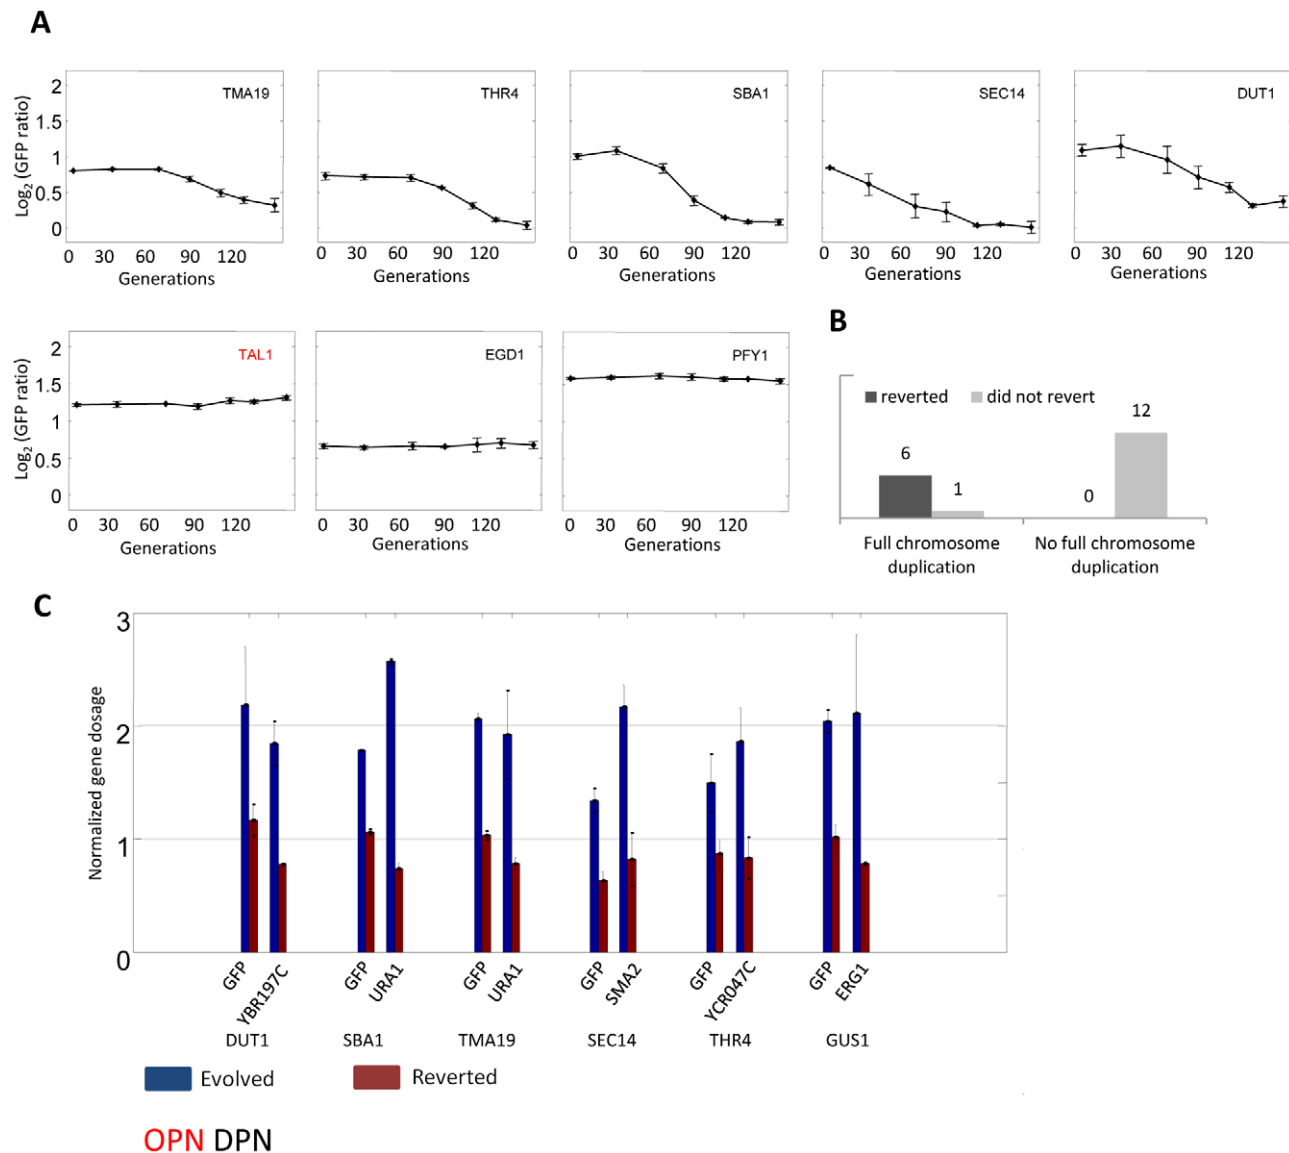 A
TMA19
THR4
SBA1
SEC14
DUT1
Log2 (GFP ratio)
2
1.5
1
0.5
0
0 30 60 90 120
0 30 60 90 120
0 30 60 90 120
0 30 60 90 120
0 30 60 90 120
Generations
Generations
Generations
Generations
Generations
TAL1
EGD1
PFY1
Log2 (GFP ratio)
2
1.5
1
0.5
0
0 30 60 90 120
0 30 60 90 120
0 30 60 90 120
Generations
Generations
Generations
B
reverted
did not revert
6
1
0
12
Full chromosome
duplication
No full chromosome
duplication
C
Normalized gene dosage
3
2
1
0
GFP
YBR197C
GFP
URA1
GFP
URA1
GFP
SMA2
GFP
YCR047C
GFP
ERG1
DUT1
SBA1
TMA19
SEC14
THR4
GUS1
Evolved
Reverted
OPN DPN